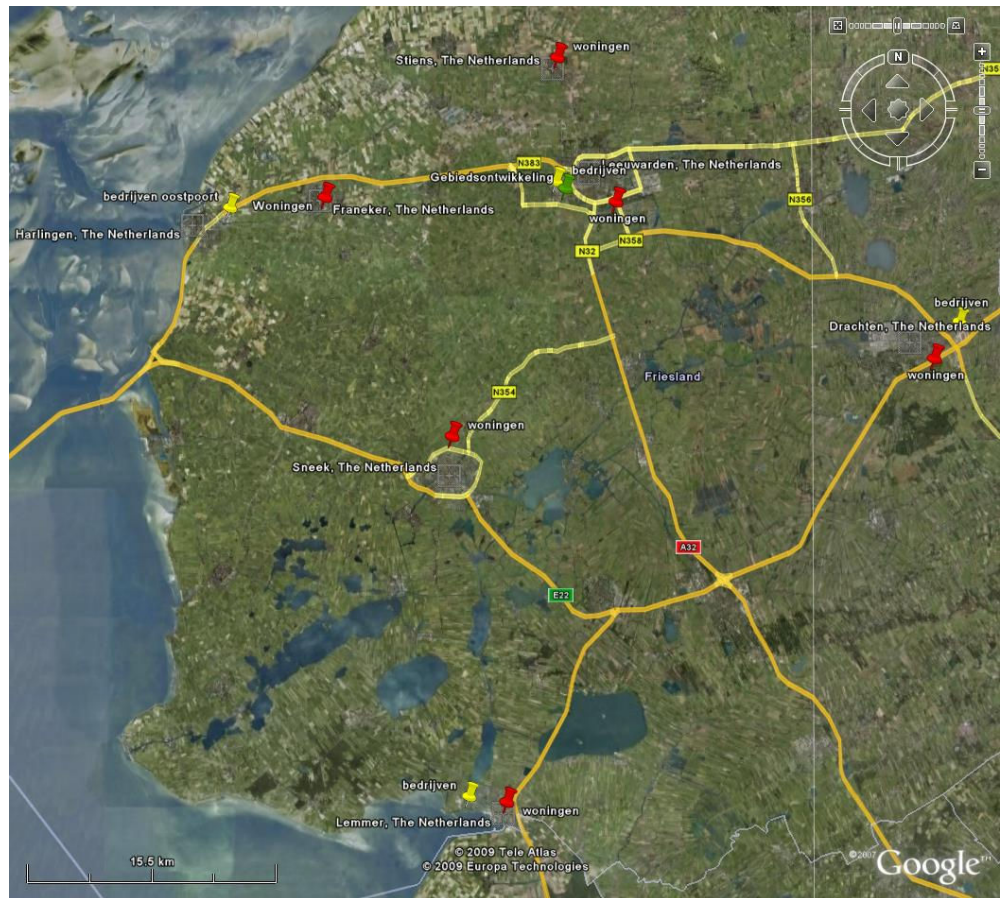 woningen
Stiens, The Netherlands
N
N35
N383
Leeuwarden, The Netherlands
bedrijven
Gebiedsontwikkeling
bedrijven oostpoort
Woningen
Franeker, The Netherlands
woningen
N356
Harlingen, The Netherlands
N32
N358
bedrijven
Drachten, The Netherlands
woningen
Friesland
N354
woningen
Sneek, The Netherlands
A32
E22
bedrijven
woningen
Lemmer, The Netherlands
15.5 km
© 2009 Tele Atlas
© 2009 Europa Technologies
©2007 Google™